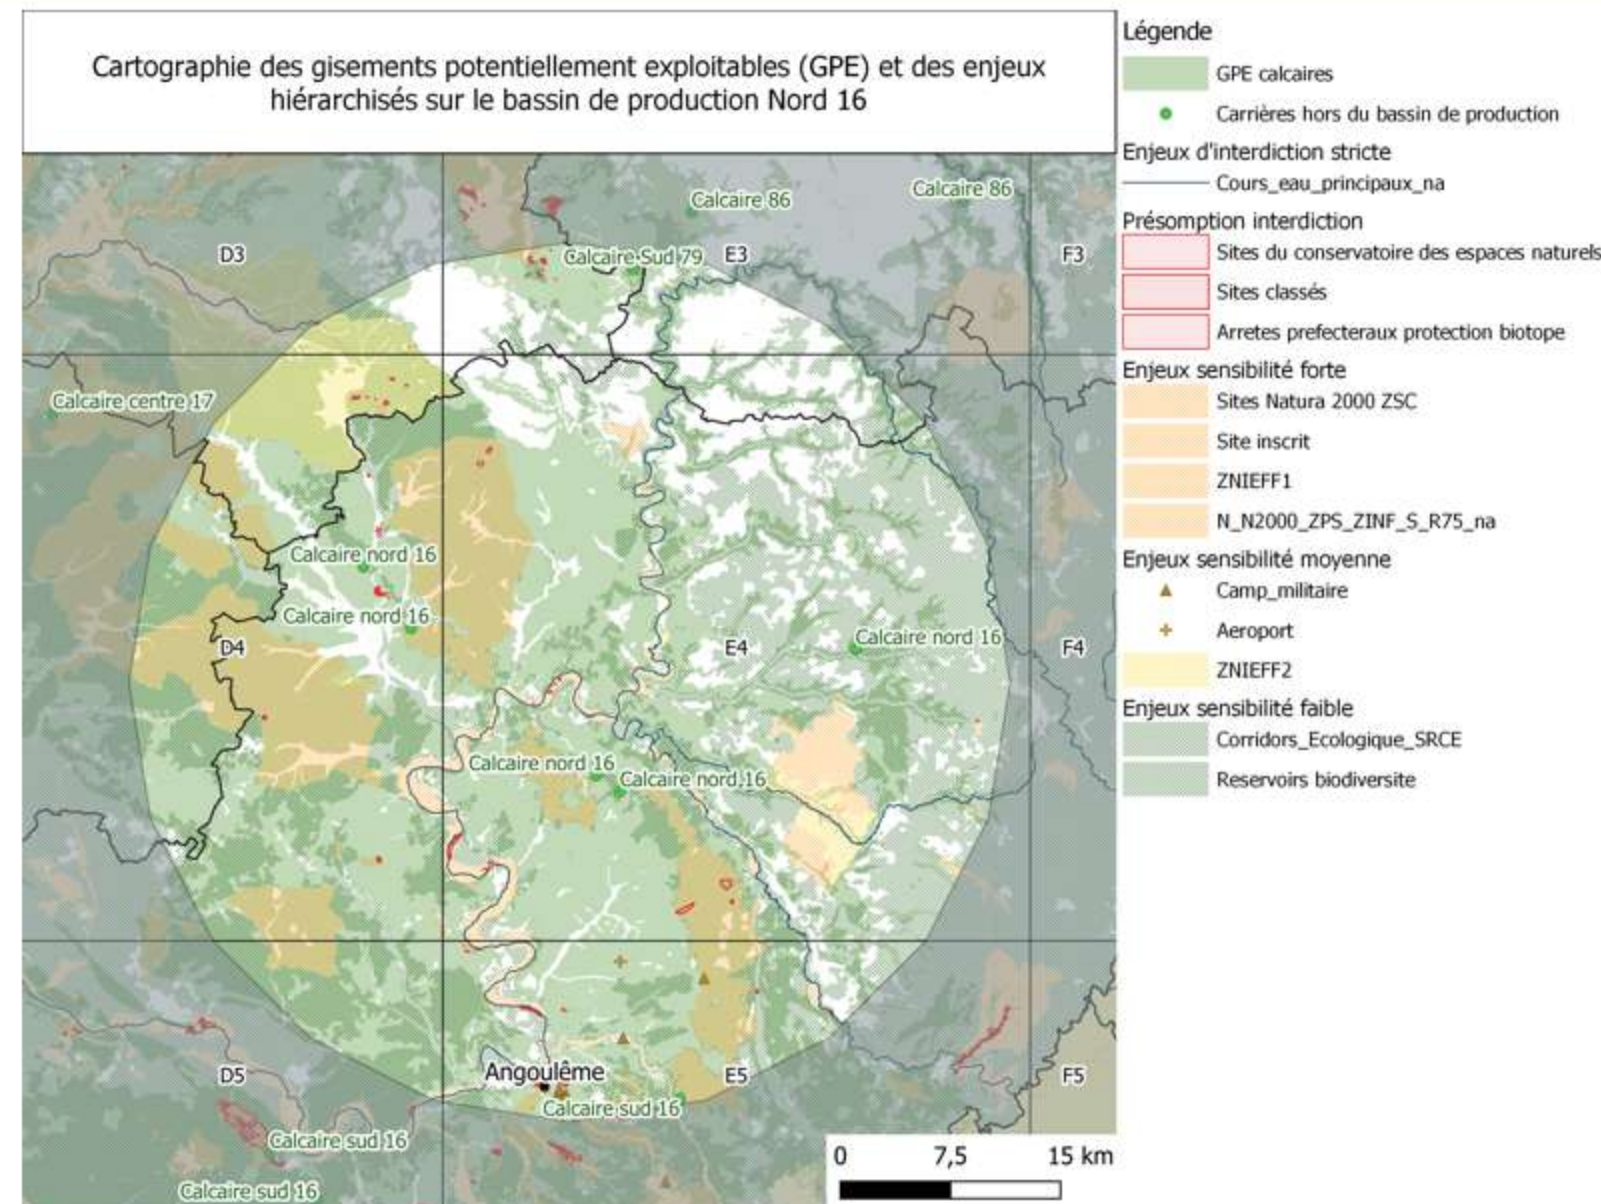 Cartographie des gisements potentiellement exploitables (GPE) et des enjeux
hiérarchisés sur le bassin de production Nord 16
Calcaire 86
Calcaire 86
D3
Calcaire Sud 79
E3
F3
Calcaire centre 17
Calcaire nord 16
Calcaire nord 16
Calcaire nord 16
D4
E4
F4
Calcaire nord 16
Calcaire nord 16
D5
Angoulême
E5
F5
Calcaire sud 16
Calcaire sud 16
Calcaire sud 16
0 7,5 15 km
Légende
GPE calcaires
Carrières hors du bassin de production
Enjeux d'interdiction stricte
Cours_eau_principaux_na
Présomption interdiction
Sites du conservatoire des espaces naturels
Sites classés
Arretes prefecteraux protection biotope
Enjeux sensibilité forte
Sites Natura 2000 ZSC
Site inscrit
ZNIEFF1
N_N2000_ZPS_ZINF_S_R75_na
Enjeux sensibilité moyenne
Camp_militaire
Aeroport
ZNIEFF2
Enjeux sensibilité faible
Corridors_Ecologique_SRCE
Reservoirs biodiversite